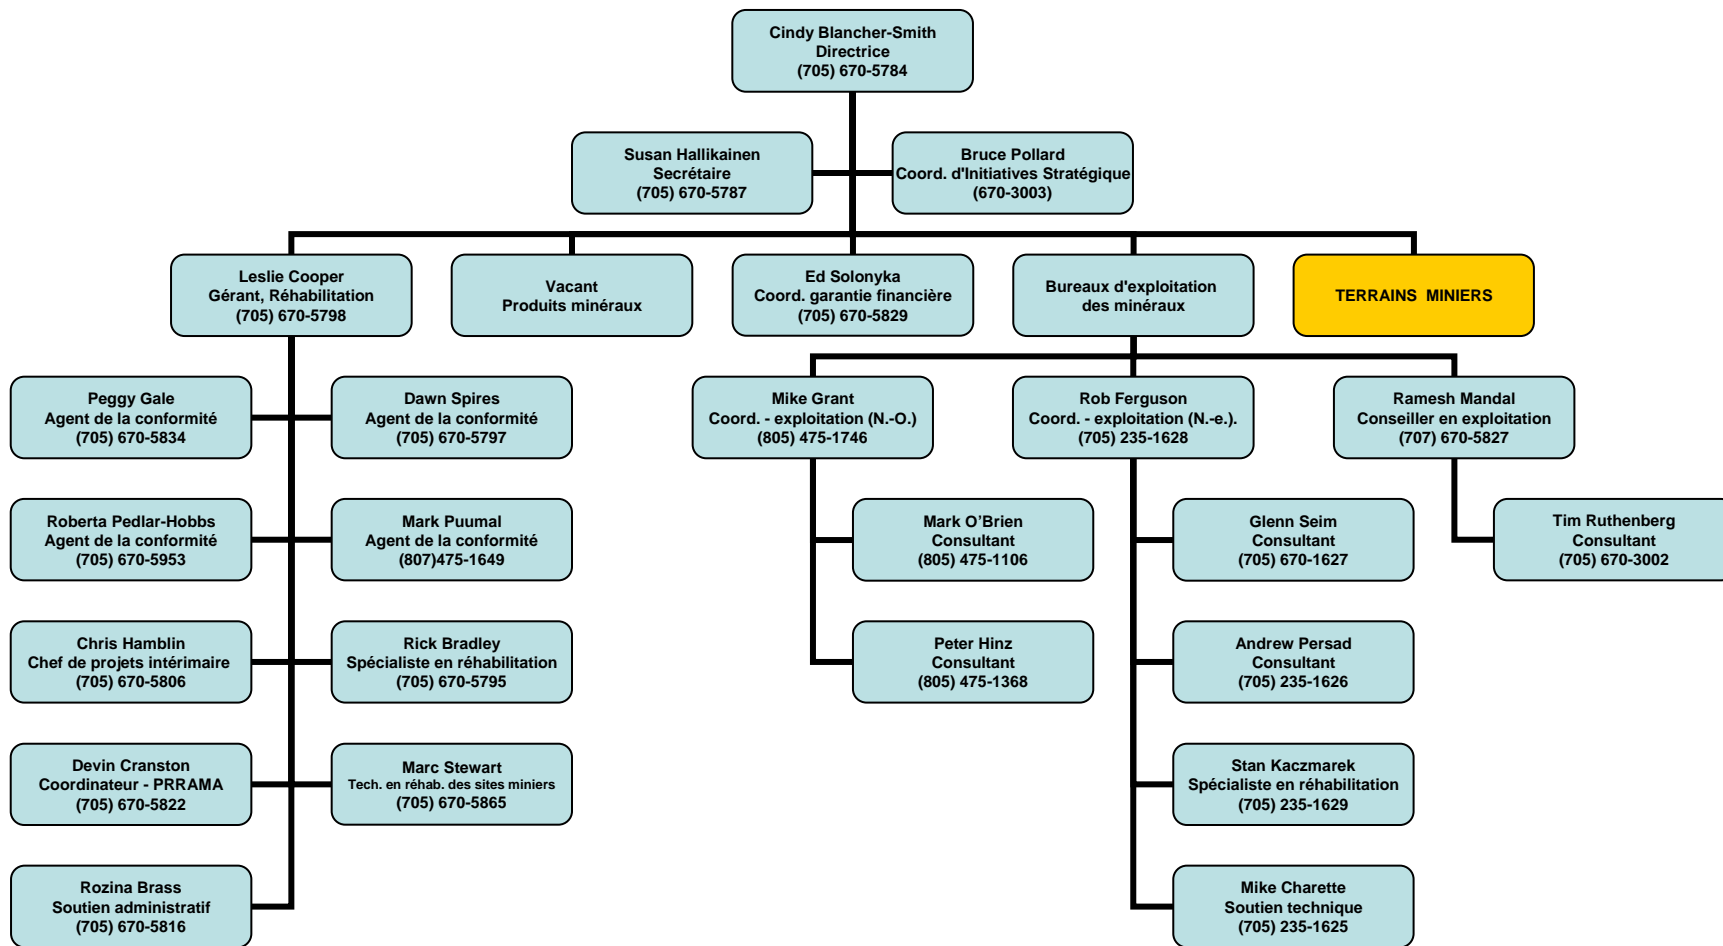 Cindy Blancher-Smith
Directrice
(705) 670-5784
Susan Hallikainen
Secrétaire
(705) 670-5787
Bruce Pollard
Coord. d'Initiatives Stratégique
(670-3003)
Leslie Cooper
Gérant, Réhabilitation
(705) 670-5798
Vacant
Produits minéraux
Ed Solonyka
Coord. garantie financière
(705) 670-5829
Bureaux d'exploitation
des minéraux
TERRAINS MINIERS
Peggy Gale
Agent de la conformité
(705) 670-5834
Dawn Spires
Agent de la conformité
(705) 670-5797
Mike Grant
Coord. - exploitation (N.-O.)
(805) 475-1746
Rob Ferguson
Coord. - exploitation (N.-e.).
(705) 235-1628
Ramesh Mandal
Conseiller en exploitation
(707) 670-5827
Roberta Pedlar-Hobbs
Agent de la conformité
(705) 670-5953
Mark Puumal
Agent de la conformité
(807)475-1649
Mark O’Brien
Consultant
(805) 475-1106
Glenn Seim
Consultant
(705) 670-1627
Tim Ruthenberg
Consultant
(705) 670-3002
Chris Hamblin
Chef de projets intérimaire
(705) 670-5806
Rick Bradley
Spécialiste en réhabilitation
(705) 670-5795
Peter Hinz
Consultant
(805) 475-1368
Andrew Persad
Consultant
(705) 235-1626
Devin Cranston
Coordinateur - PRRAMA
(705) 670-5822
Marc Stewart
Tech. en réhab. des sites miniers
(705) 670-5865
Stan Kaczmarek
Spécialiste en réhabilitation
(705) 235-1629
Rozina Brass
Soutien administratif
(705) 670-5816
Mike Charette
Soutien technique
(705) 235-1625